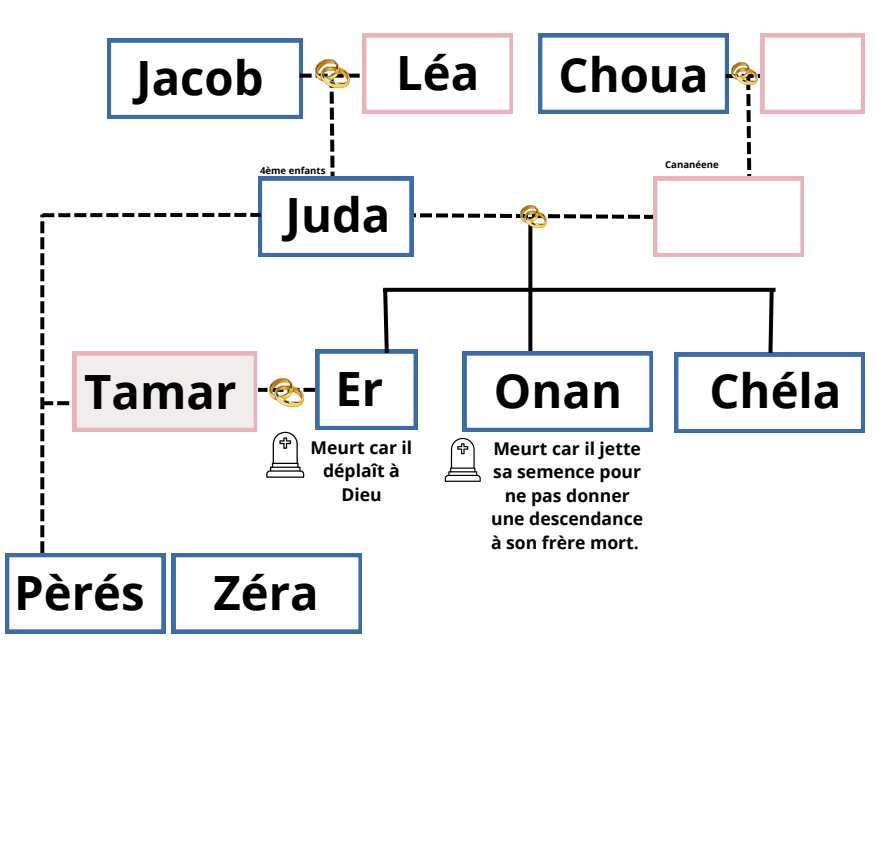 Jacob
Léa
Choua
4ème enfants
Cananéene
Juda
Tamar
Er
Onan
Chéla
Meurt car il
déplaît à
Dieu
Meurt car il jette
sa semence pour
ne pas donner
une descendance
à son frère mort.
Pèrés
Zéra